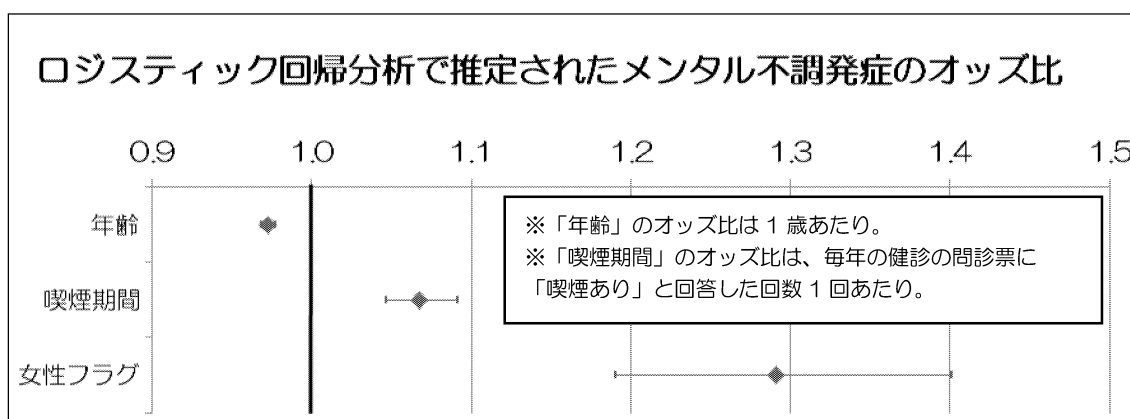 ロジスティック回帰分析で推定されたメンタル不調発症のオッズ比
0.9 1.0 1.1 1.2 1.3 1.4 1.5
年齢
※「年齢」のオッズ比は 1 歳あたり。
※「喫煙期間」のオッズ比は、毎年の健診の問診票に
「喫煙あり」と回答した回数 1 回あたり。
喫煙期間
女性フラグ